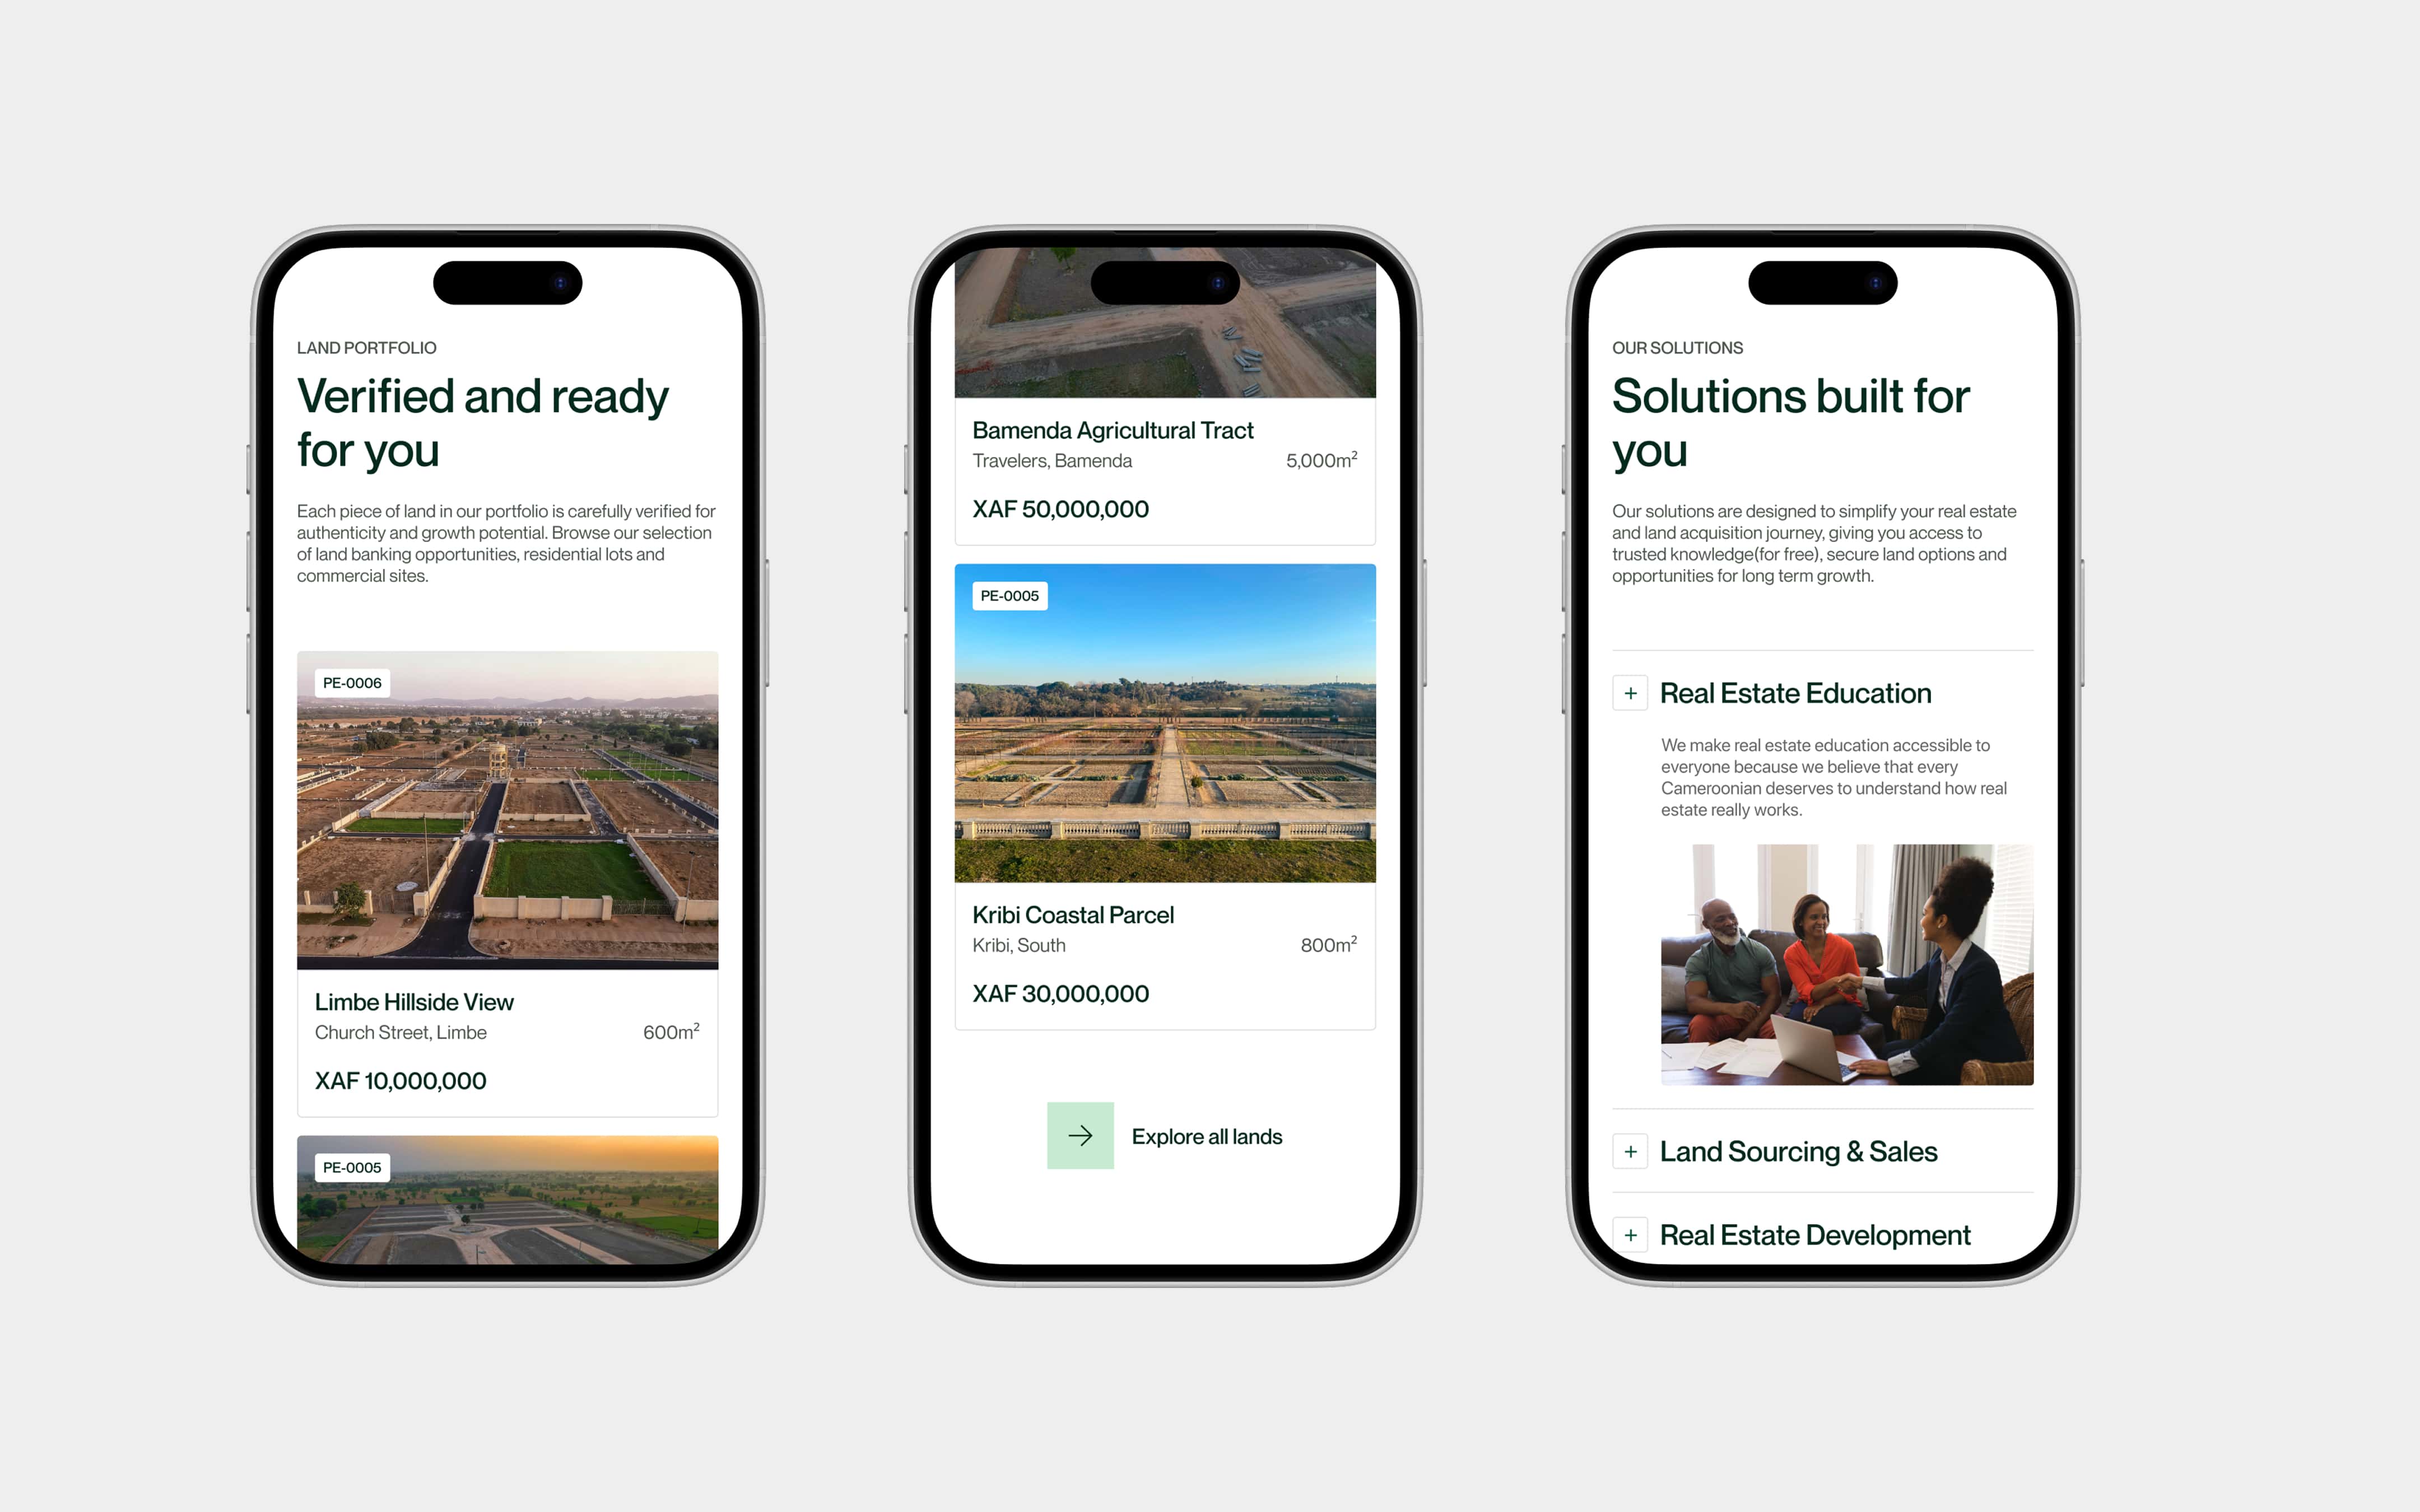 LAND PORTFOLIO
Verified and ready
for you
Each piece of land in our portfolio is carefully verified for
authenticity and growth potential. Browse our selection
of land banking opportunities, residential lots and
commercial sites.
PE-0006
Limbe Hillside View
Church Street, Limbe
600m²
XAF 10,000,000
PE-0005
Bamenda Agricultural Tract
Travelers, Bamenda
5,000m²
XAF 50,000,000
PE-0005
Kribi Coastal Parcel
Kribi, South
800m²
XAF 30,000,000
Explore all lands
OUR SOLUTIONS
Solutions built for
you
Our solutions are designed to simplify your real estate
and land acquisition journey, giving you access to
trusted knowledge(for free), secure land options and
opportunities for long term growth.
+ Real Estate Education
We make real estate education accessible to
everyone because we believe that every
Cameroonian deserves to understand how real
estate really works.
+ Land Sourcing & Sales
+ Real Estate Development